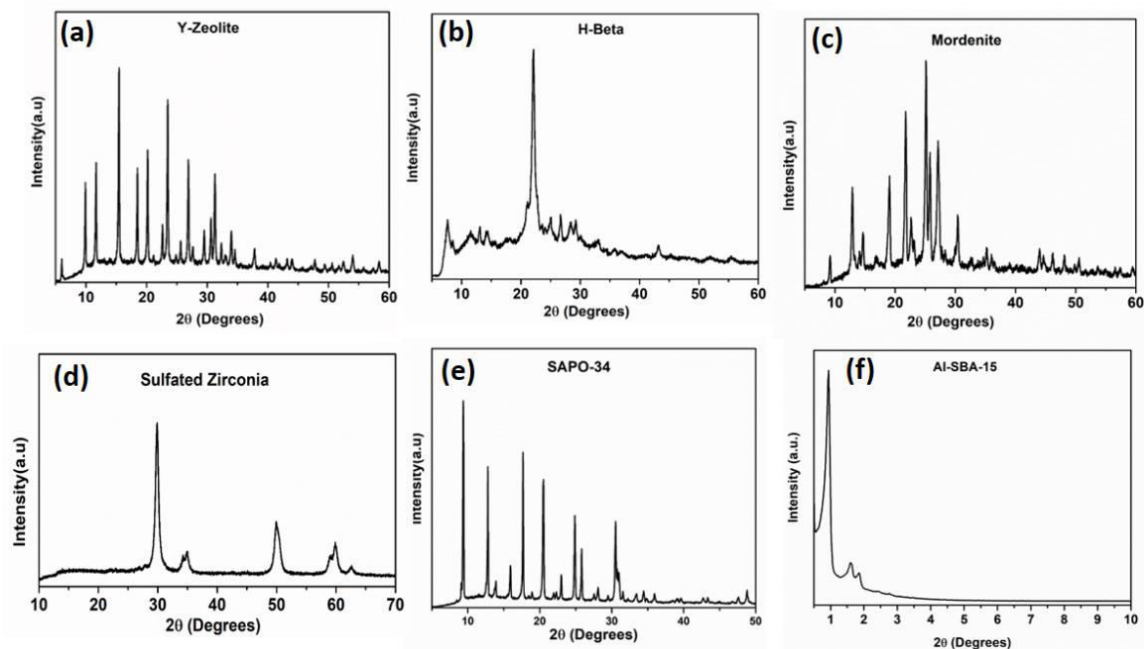 (a)
Y-Zeolite
Intensity(a.u)
10 20 30 40 50 60
2θ (Degrees)
(b)
H-Beta
Intensity(a.u)
10 20 30 40 50 60
2θ (Degrees)
(c)
Mordenite
Intensity(a.u)
10 20 30 40 50 60
2θ (Degrees)
(d)
Sulfated Zirconia
Intensity(a.u)
10 20 30 40 50 60 70
2θ (Degrees)
(e)
SAPO-34
Intensity(a.u)
10 20 30 40 50
2θ (Degrees)
(f)
Al-SBA-15
Intensity (a.u.)
1 2 3 4 5 6 7 8 9 10
2θ (Degrees)